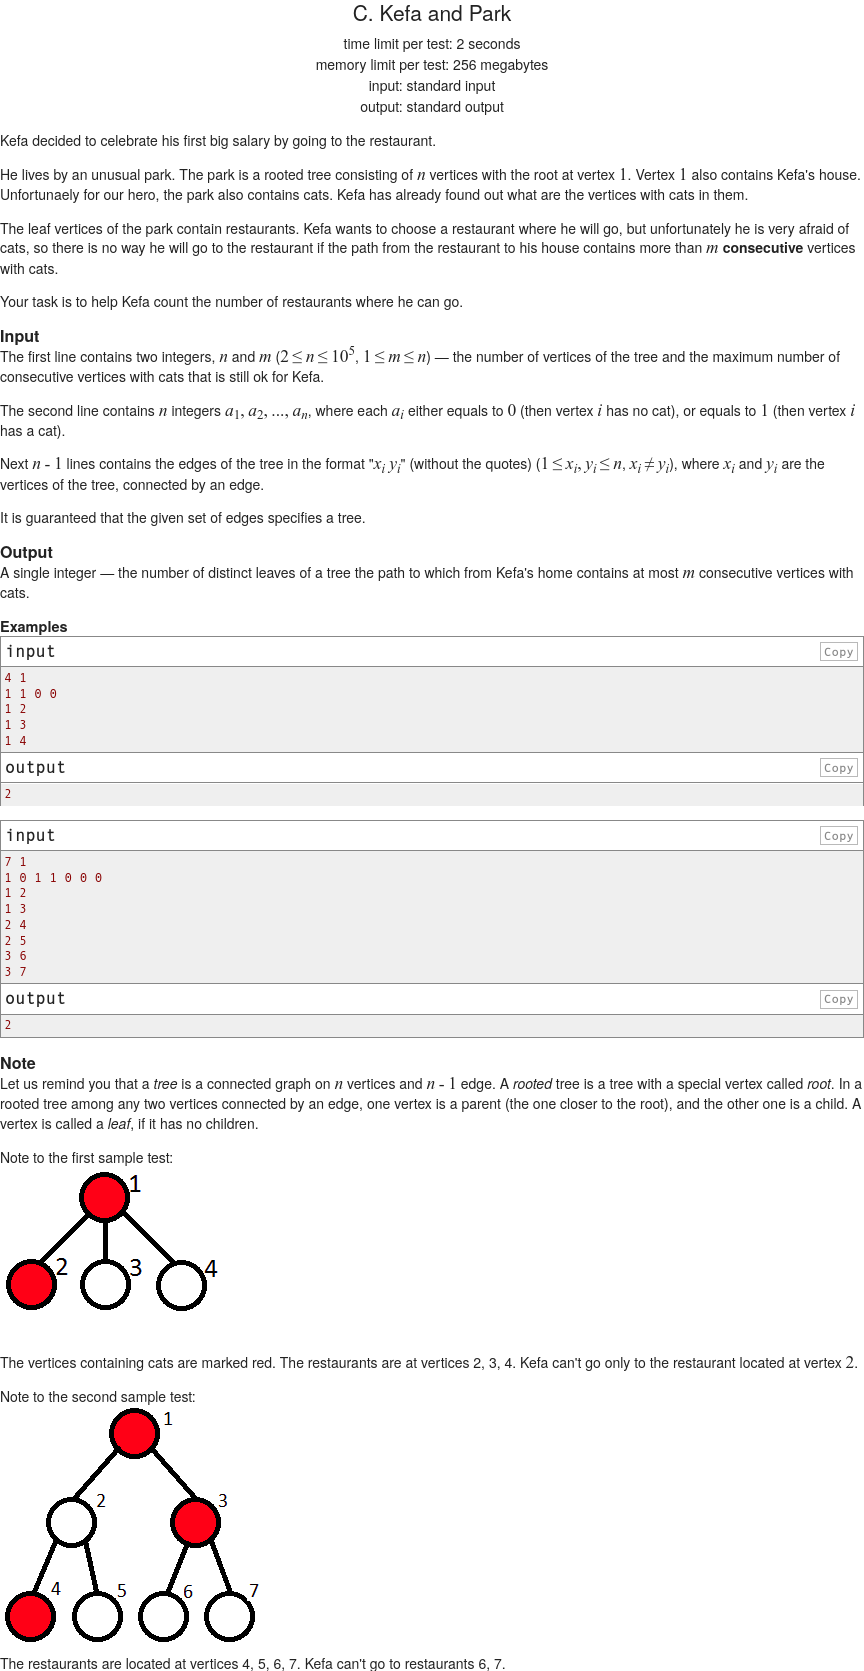 C. Kefa and Park
time limit per test: 2 seconds
memory limit per test: 256 megabytes
input: standard input
output: standard output
Kefa decided to celebrate his first big salary by going to the restaurant.
He lives by an unusual park. The park is a rooted tree consisting of n vertices with the root at vertex 1. Vertex 1 also contains Kefa's house.
Unfortunaely for our hero, the park also contains cats. Kefa has already found out what are the vertices with cats in them.
The leaf vertices of the park contain restaurants. Kefa wants to choose a restaurant where he will go, but unfortunately he is very afraid of
cats, so there is no way he will go to the restaurant if the path from the restaurant to his house contains more than m consecutive vertices
with cats.
Your task is to help Kefa count the number of restaurants where he can go.
Input
The first line contains two integers, n and m (2 ≤ n ≤ 10^5, 1 ≤ m ≤ n) — the number of vertices of the tree and the maximum number of
consecutive vertices with cats that is still ok for Kefa.
The second line contains n integers a_1, a_2, ..., a_n, where each a_i either equals to 0 (then vertex i has no cat), or equals to 1 (then vertex i
has a cat).
Next n - 1 lines contains the edges of the tree in the format "x_i y_i" (without the quotes) (1 ≤ x_i, y_i ≤ n, x_i ≠ y_i), where x_i and y_i are the
vertices of the tree, connected by an edge.
It is guaranteed that the given set of edges specifies a tree.
Output
A single integer — the number of distinct leaves of a tree the path to which from Kefa's home contains at most m consecutive vertices with
cats.
Examples
input Copy
4 1
1 1 0 0
1 2
1 3
1 4
output Copy
2
input Copy
7 1
1 0 1 1 0 0 0
1 2
1 3
2 4
2 5
3 6
3 7
output Copy
2
Note
Let us remind you that a tree is a connected graph on n vertices and n - 1 edge. A rooted tree is a tree with a special vertex called root. In a
rooted tree among any two vertices connected by an edge, one vertex is a parent (the one closer to the root), and the other one is a child. A
vertex is called a leaf, if it has no children.
Note to the first sample test:
1
2 3 4
The vertices containing cats are marked red. The restaurants are at vertices 2, 3, 4. Kefa can't go only to the restaurant located at vertex 2.
Note to the second sample test:
1
2 3
4 5 6 7
The restaurants are located at vertices 4, 5, 6, 7. Kefa can't go to restaurants 6, 7.